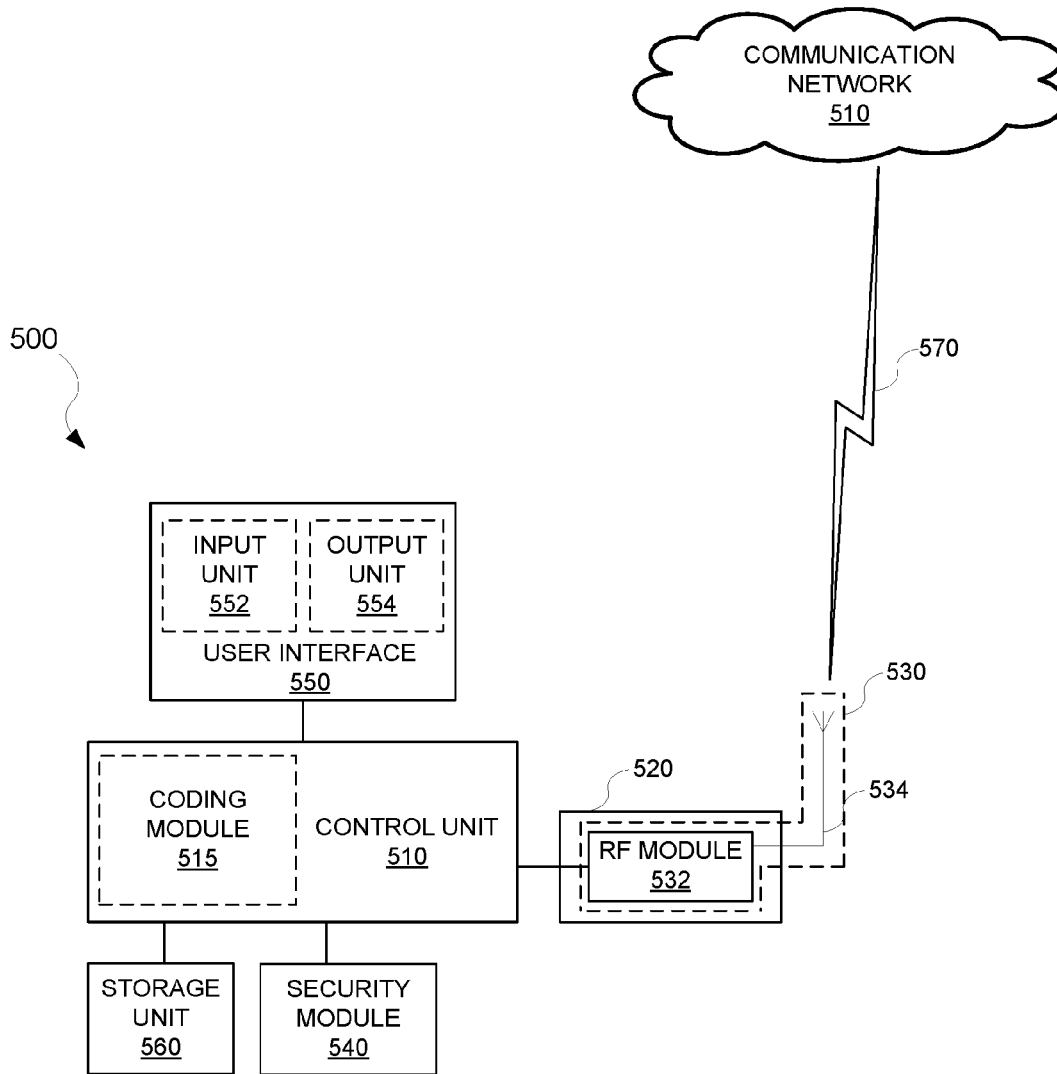 COMMUNICATION
NETWORK
510
500
570
INPUT
UNIT
552
OUTPUT
UNIT
554
USER INTERFACE
550
530
520
534
CODING
MODULE
515
CONTROL UNIT
510
RF MODULE
532
STORAGE
UNIT
560
SECURITY
MODULE
540